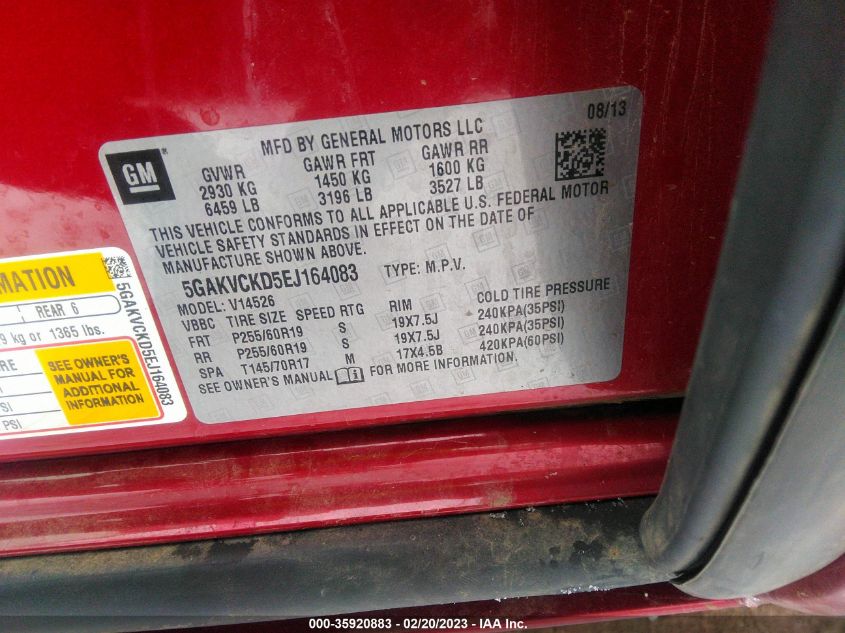 08/13
MFD BY GENERAL MOTORS LLC
GM
GVWR GAWR FRT GAWR RR
2930 KG 1450 KG 1600 KG
6459 LB 3196 LB 3527 LB
THIS VEHICLE CONFORMS TO ALL APPLICABLE U.S. FEDERAL MOTOR
VEHICLE SAFETY STANDARDS IN EFFECT ON THE DATE OF
MANUFACTURE SHOWN ABOVE.
5GAKVCKD5EJ164083 TYPE: M.P.V.
MODEL: V14526
VBBC TIRE SIZE SPEED RTG RIM COLD TIRE PRESSURE
FRT P255/60R19 S 19X7.5J 240KPA(35PSI)
RR P255/60R19 S 19X7.5J 240KPA(35PSI)
SPA T145/70R17 M 17X4.5B 420KPA(60PSI)
SEE OWNER'S MANUAL FOR MORE INFORMATION.
MATION
REAR 6
9 kg or 1365 lbs.
RE
SEE OWNER'S
MANUAL FOR
ADDITIONAL
INFORMATION
SI
PSI
5GAKVCKD5EJ164083
000-35920883 - 02/20/2023 - IAA Inc.